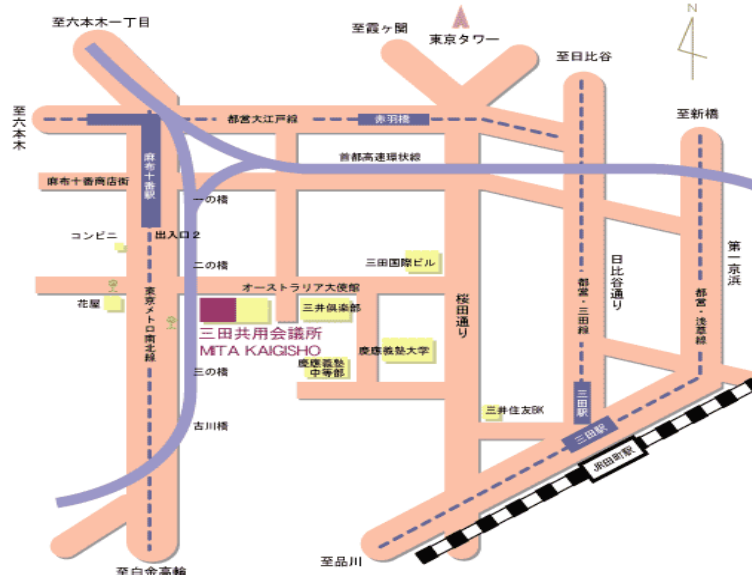 至六本木一丁目
至霞ヶ関
東京タワー
N
至日比谷
至新橋
至六本木
都営大江戸線
赤羽橋
麻布十番駅
首都高速環状線
麻布十番商店街
一の橋
コンビニ
出入口2
二の橋
三田国際ビル
日比谷通り
第一京浜
オーストラリア大使館
花屋
東京メトロ南北線
三井倶楽部
桜田通り
都営・三田線
都営・浅草線
三田共用会議所
MITA KAIGISHO
慶應義塾大学
慶應義塾
中等部
三の橋
三井住友BK
三田駅
古川橋
三田駅
JR田町駅
至品川
至白金高輪